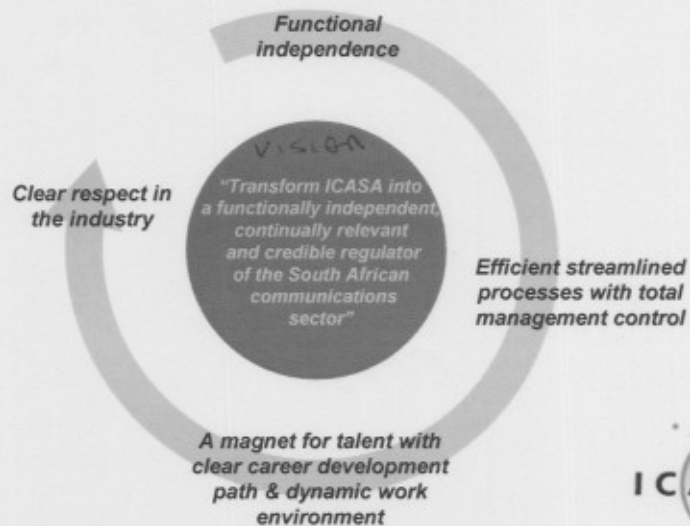 Functional
independence
VISION
"Transform ICASA into
a functionally independent,
continually relevant
and credible regulator
of the South African
communications
sector"
Clear respect in
the industry
Efficient streamlined
processes with total
management control
A magnet for talent with
clear career development
path & dynamic work
environment